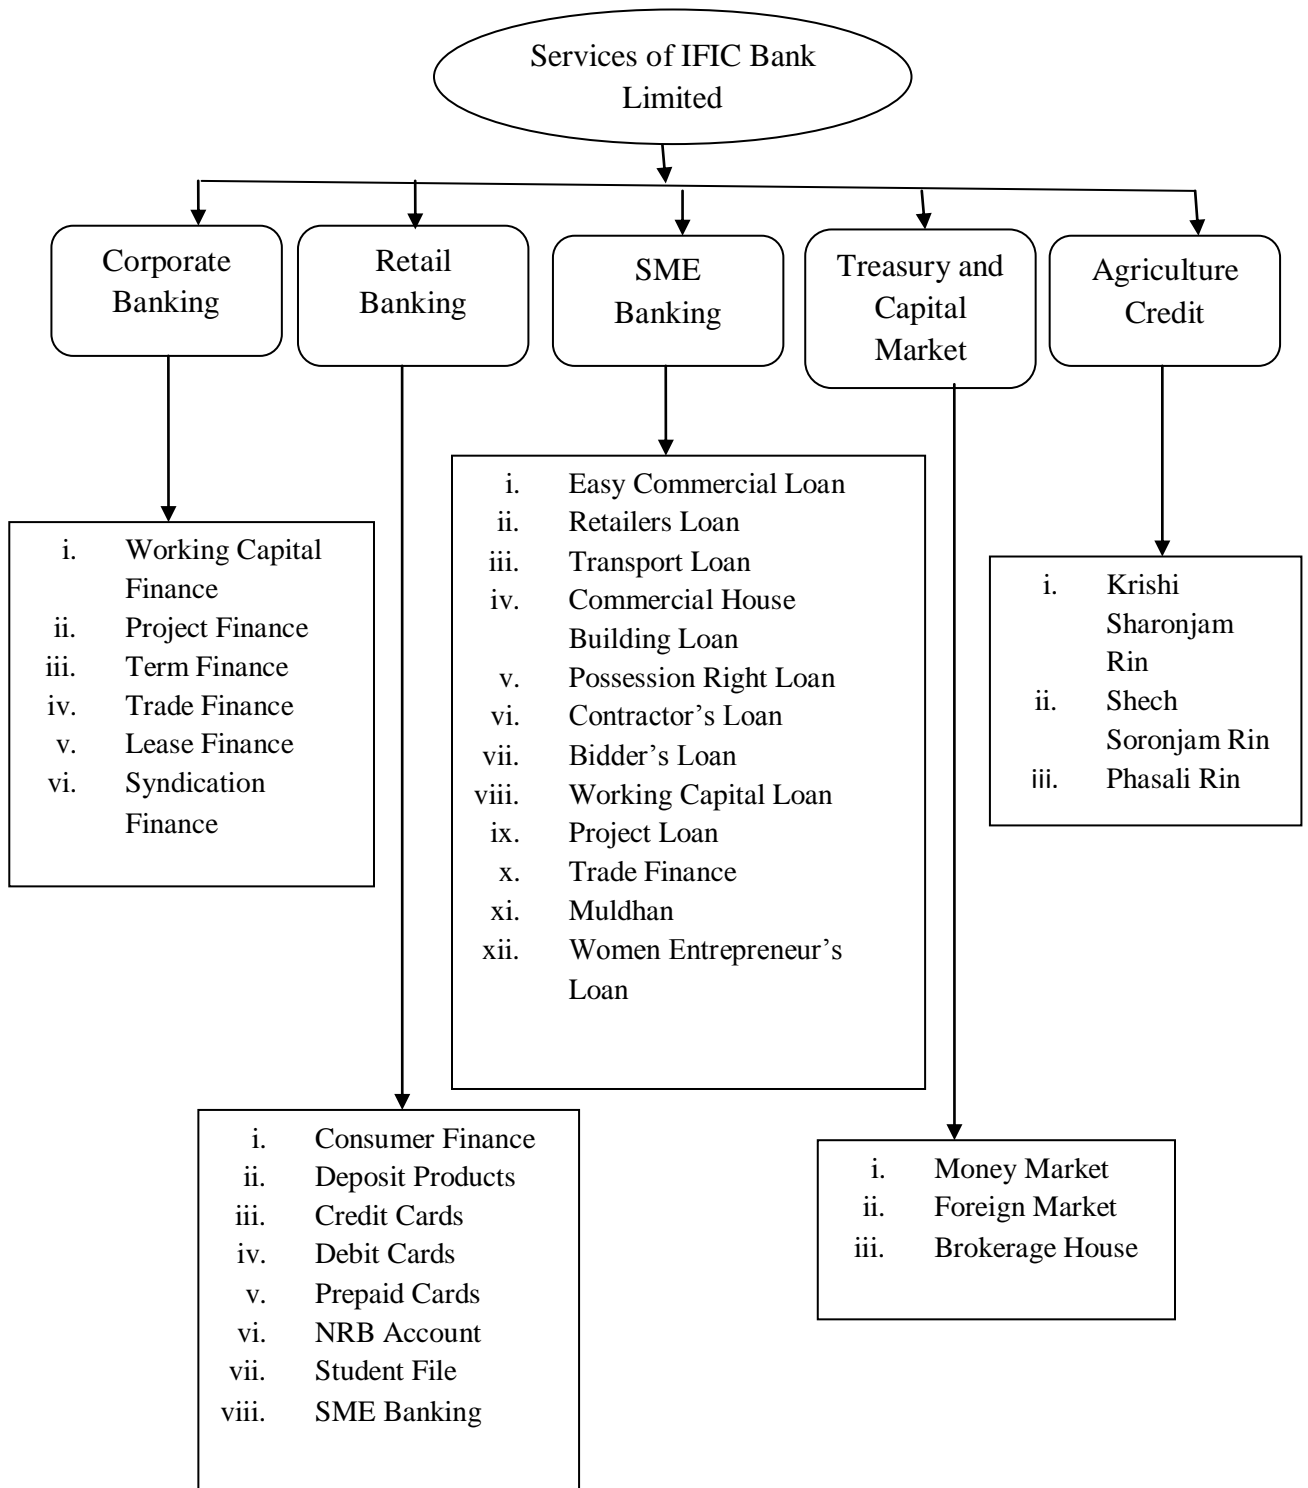 Services of IFIC Bank
Limited
Corporate
Banking
Retail
Banking
SME
Banking
Treasury and
Capital
Market
Agriculture
Credit
i. Working Capital
Finance
ii. Project Finance
iii. Term Finance
iv. Trade Finance
v. Lease Finance
vi. Syndication
Finance
i. Easy Commercial Loan
ii. Retailers Loan
iii. Transport Loan
iv. Commercial House
Building Loan
v. Possession Right Loan
vi. Contractor’s Loan
vii. Bidder’s Loan
viii. Working Capital Loan
ix. Project Loan
x. Trade Finance
xi. Muldhan
xii. Women Entrepreneur’s
Loan
i. Krishi
Sharonjam
Rin
ii. Shech
Soronjam Rin
iii. Phasali Rin
i. Consumer Finance
ii. Deposit Products
iii. Credit Cards
iv. Debit Cards
v. Prepaid Cards
vi. NRB Account
vii. Student File
viii. SME Banking
i. Money Market
ii. Foreign Market
iii. Brokerage House